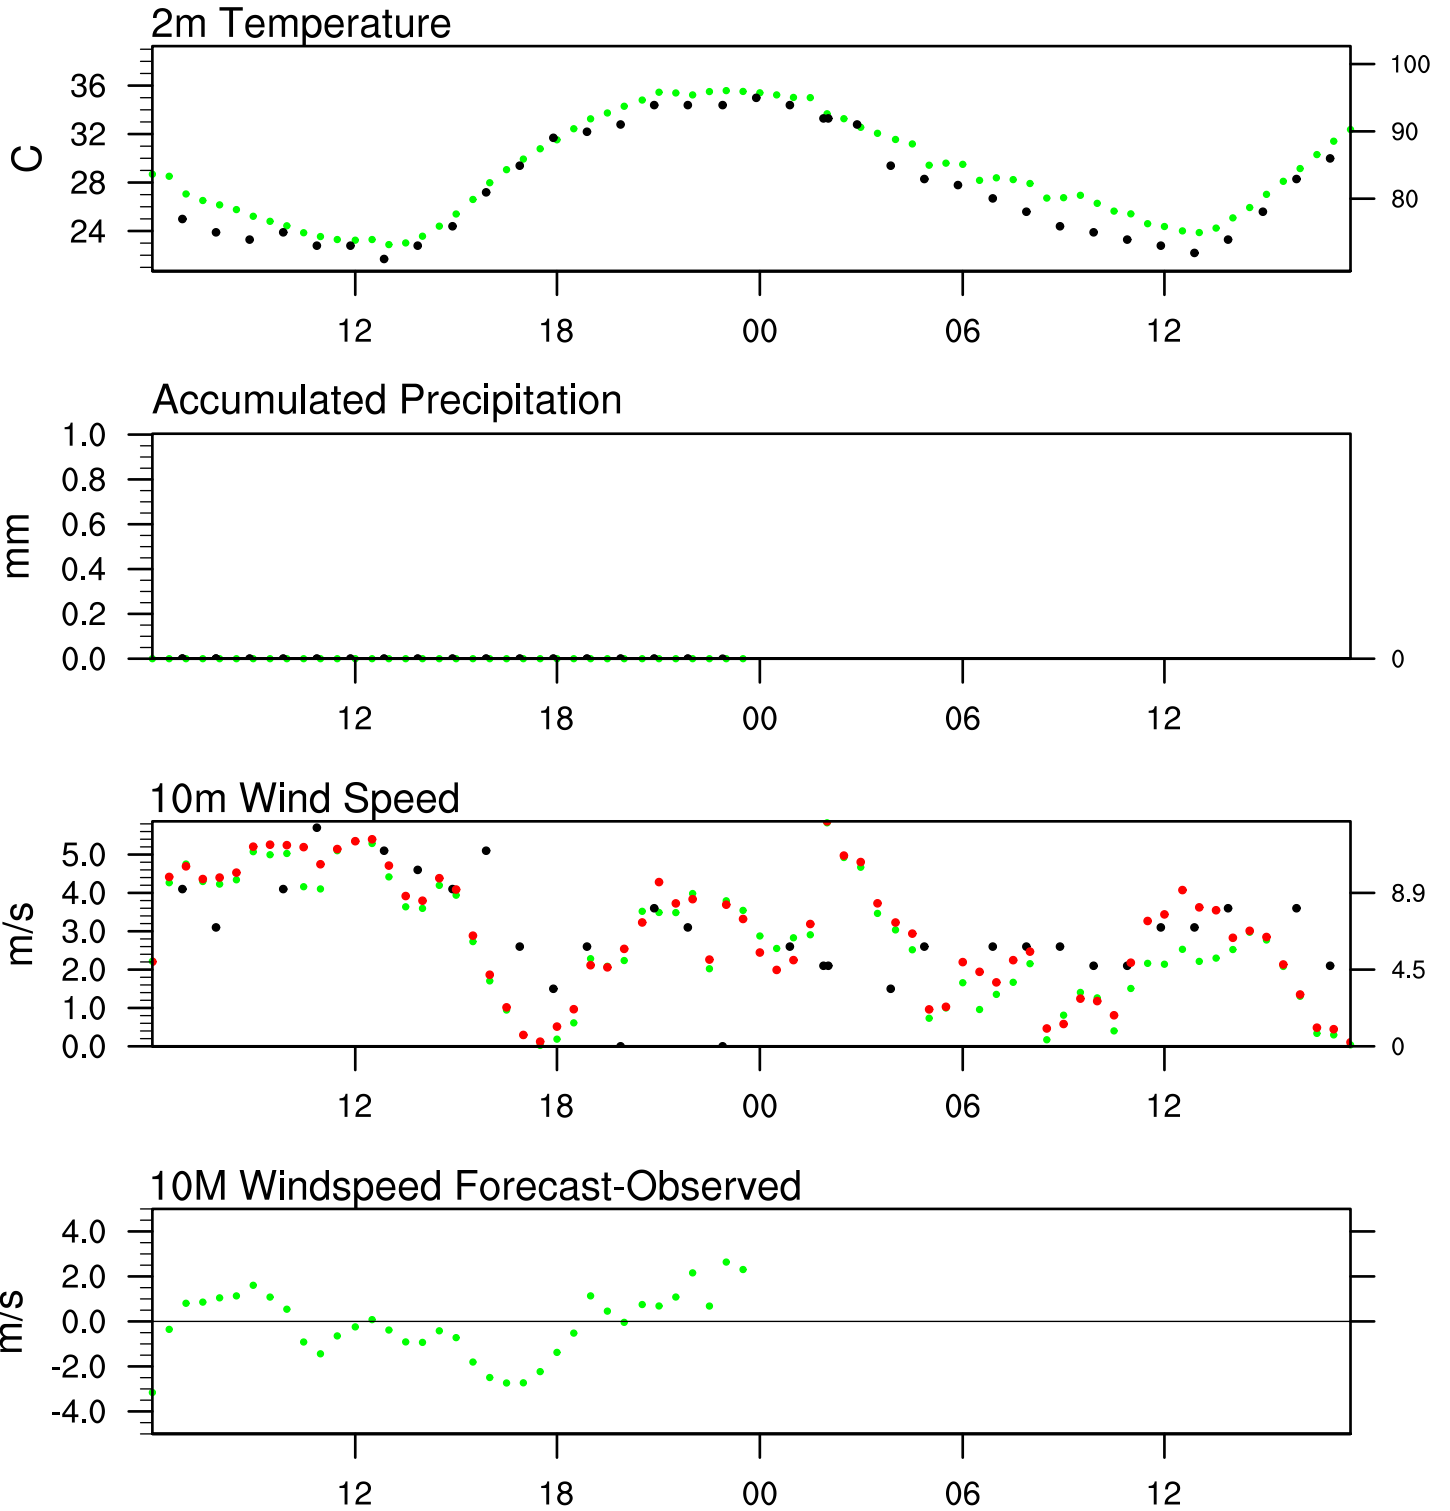 2m Temperature
36 100
32 90
28 80
24
C
12 18 00 06 12
Accumulated Precipitation
1.0
0.8
0.6
0.4
0.2
0.0 0
mm
12 18 00 06 12
10m Wind Speed
5.0
4.0 8.9
3.0
2.0 4.5
1.0
0.0 0
m/s
12 18 00 06 12
10M Windspeed Forecast-Observed
4.0
2.0
0.0
-2.0
-4.0
m/s
12 18 00 06 12